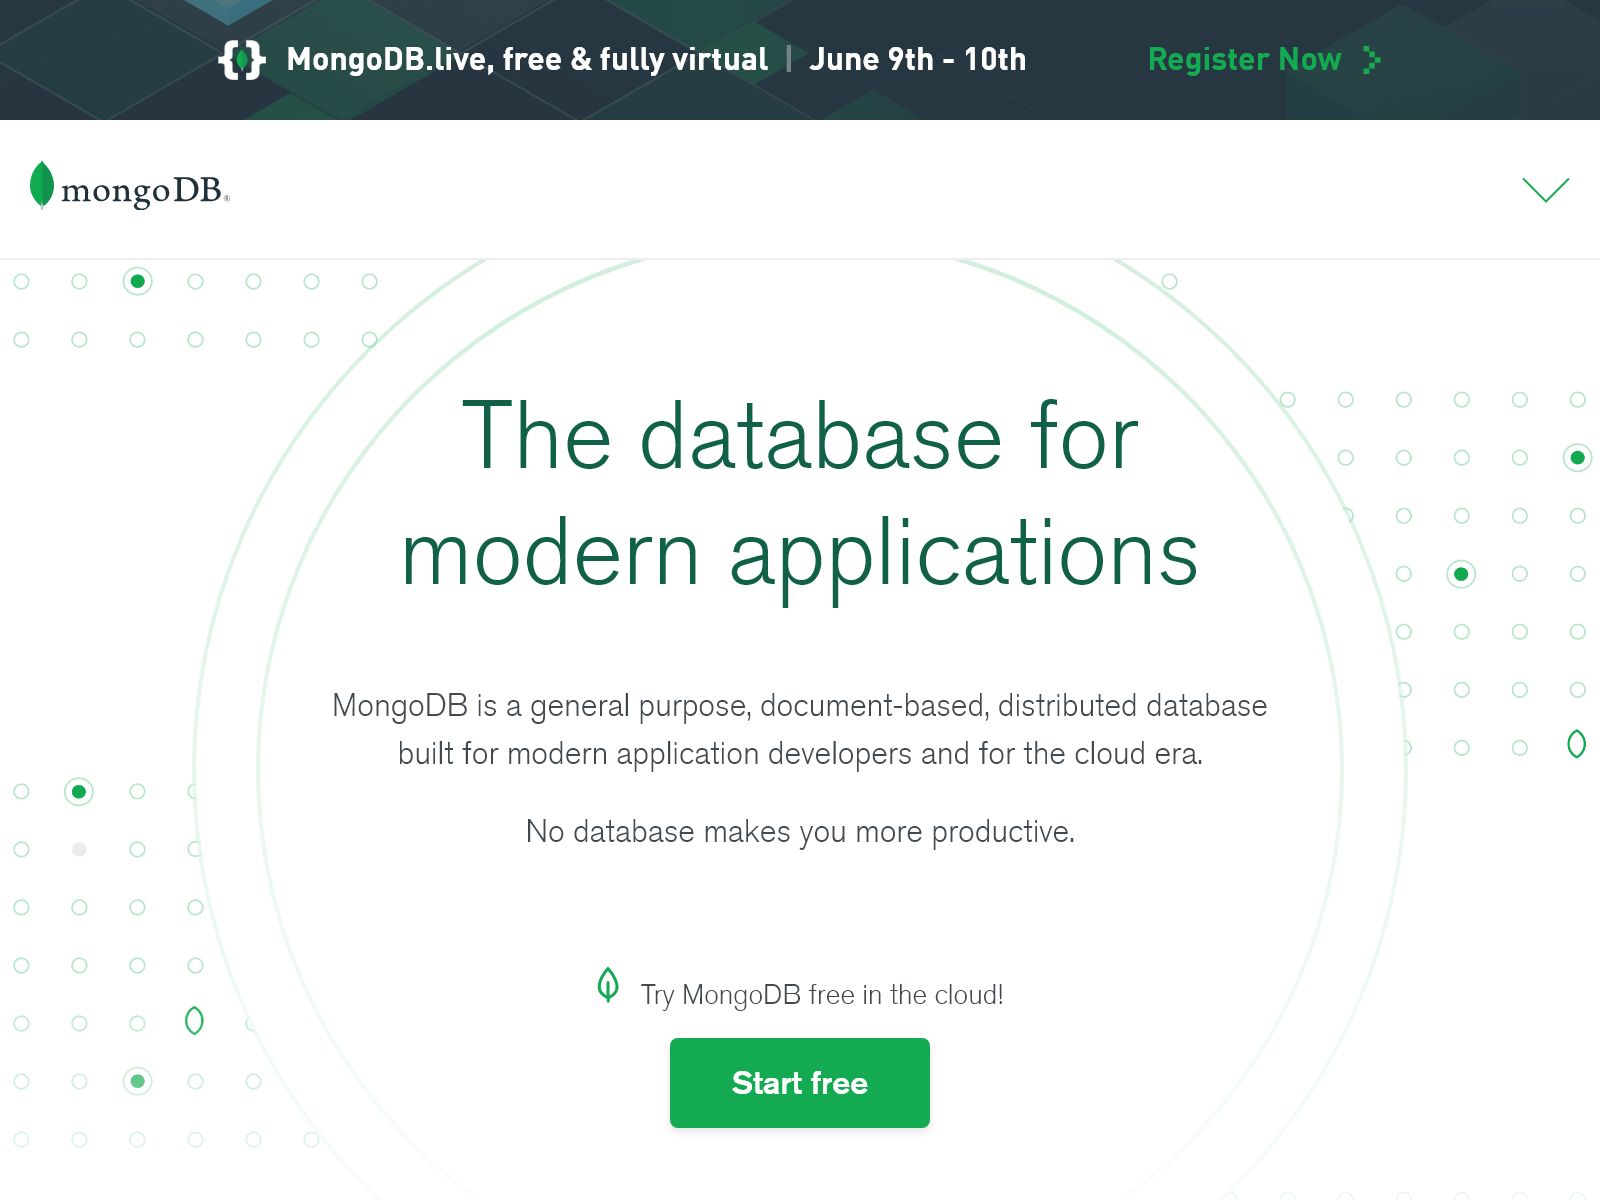 MongoDB.live, free & fully virtual | June 9th - 10th Register Now
mongoDB®
The database for
modern applications
MongoDB is a general purpose, document-based, distributed database
built for modern application developers and for the cloud era.
No database makes you more productive.
Try MongoDB free in the cloud!
Start free